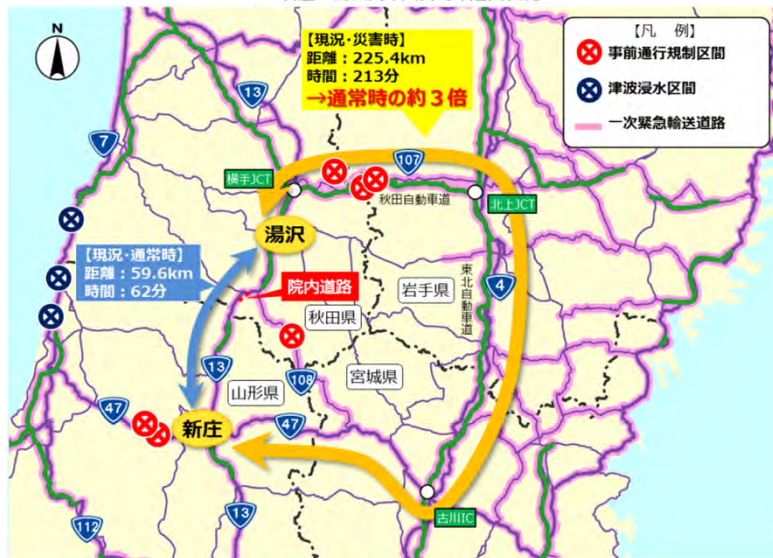 N
【現況･災害時】
距離：225.4km
時間：213分
→通常時の約３倍
【凡　例】
事前通行規制区間
津波浸水区間
一次緊急輸送道路
13
7
107
横手JCT
北上JCT
秋田自動車道
湯沢
【現況･通常時】
距離：59.6km
時間：62分
院内道路
岩手県
東北自動車道
4
秋田県
13
宮城県
山形県
108
47
新庄
47
古川IC
13
112